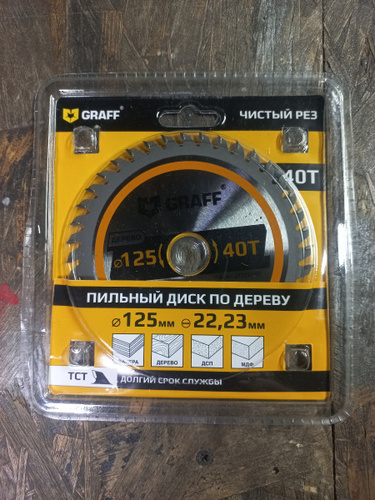 GRAFF
ЧИСТЫЙ РЕЗ
40T
GRAFF
ДЕРЕВО
⌀125
40T
ПИЛЬНЫЙ ДИСК ПО ДЕРЕВУ
⌀125мм ⊖22,23мм
ДЕРЕВО ДСП МДФ
TCT ДОЛГИЙ СРОК СЛУЖБЫ